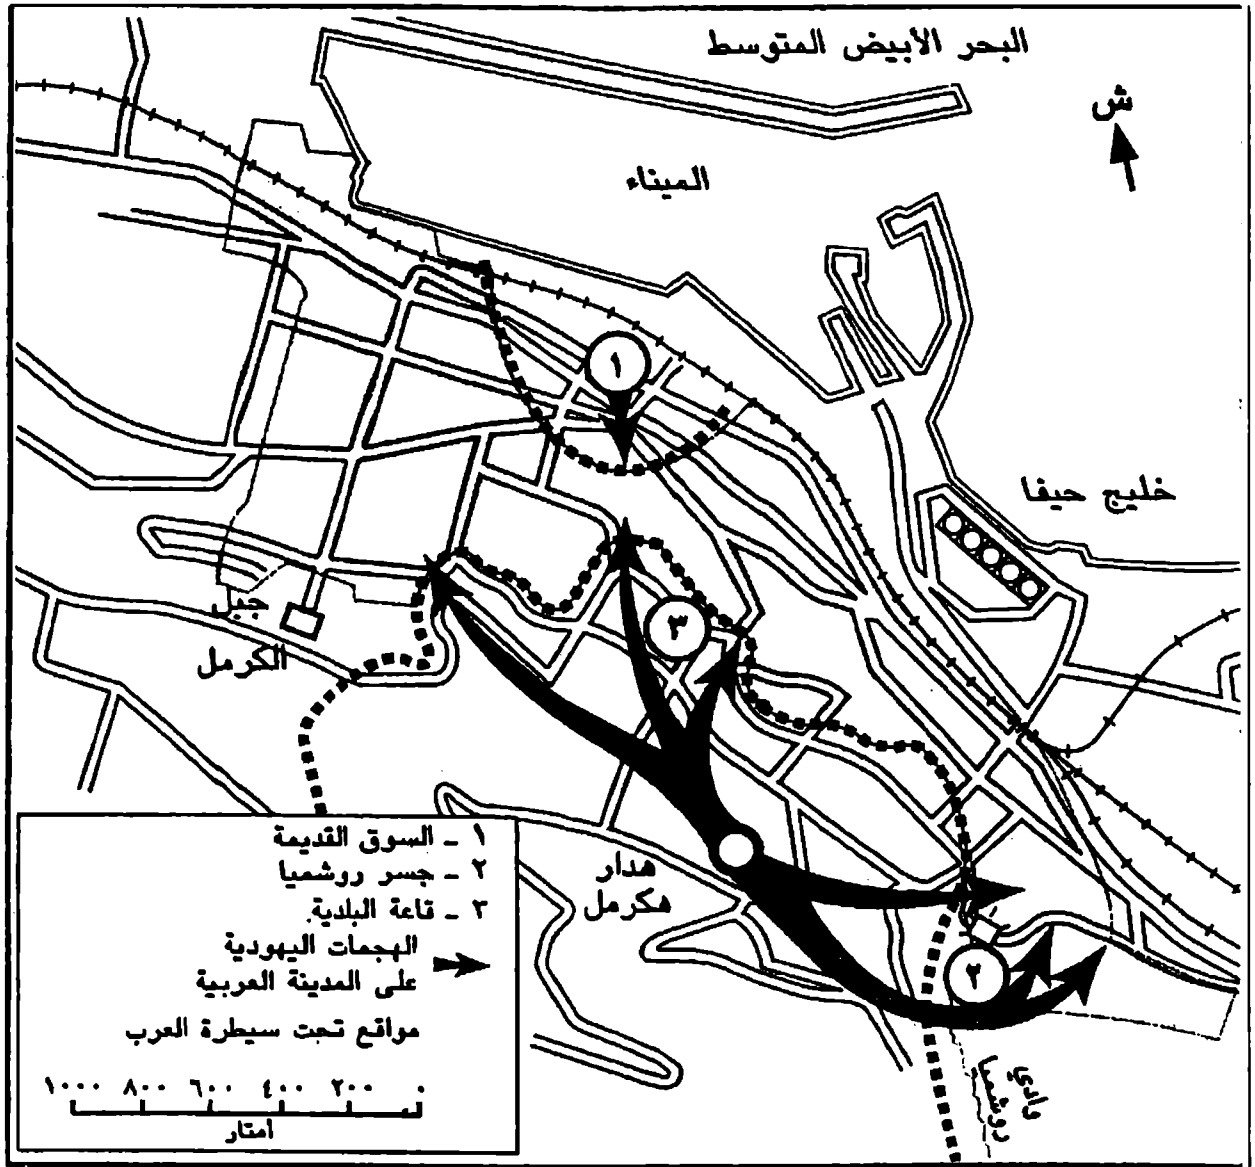 البحر الأبيض المتوسط
ش
الميناء
١
خليج حيفا
جبل
الكرمل
٣
هدار
هكرمل
٢
وادي
روشميا
١ ـ السوق القديمة
٢ ـ جسر روشميا
٣ ـ قاعة البلدية.
الهجمات اليهودية
على المدينة العربية
مواقع تحت سيطرة العرب
١٠٠٠ ٨٠٠ ٦٠٠ ٤٠٠ ٢٠٠ ٠
أمتار